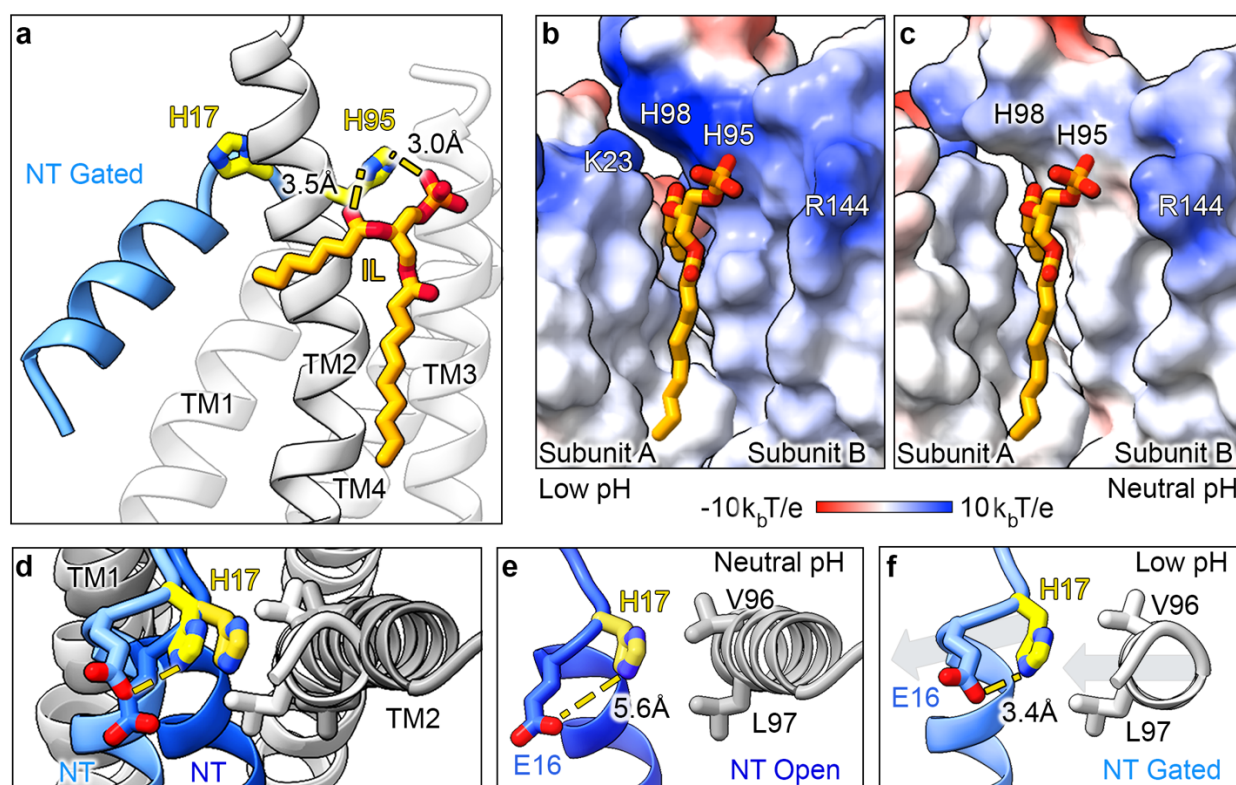 a
H17
H95
3.0Å
NT Gated
3.5Å
IL
TM2
TM3
TM1
TM4
b
H98
H95
K23
R144
Subunit A
Subunit B
Low pH
c
H98
H95
R144
Subunit A
Subunit B
Neutral pH
-10kbT/e
10kbT/e
d
TM1
H17
TM2
NT
NT
e
Neutral pH
H17
V96
5.6Å
E16
L97
NT Open
f
Low pH
H17
V96
E16
3.4Å
L97
NT Gated